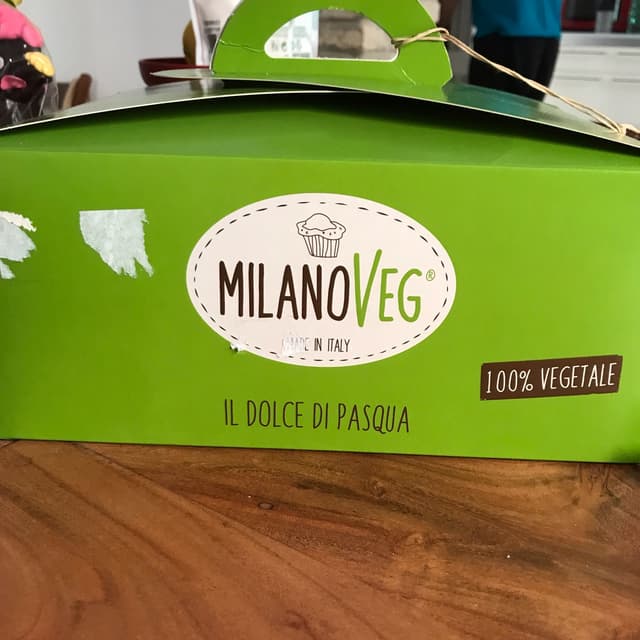 MILANOVEG®
MADE IN ITALY
100% VEGETALE
IL DOLCE DI PASQUA